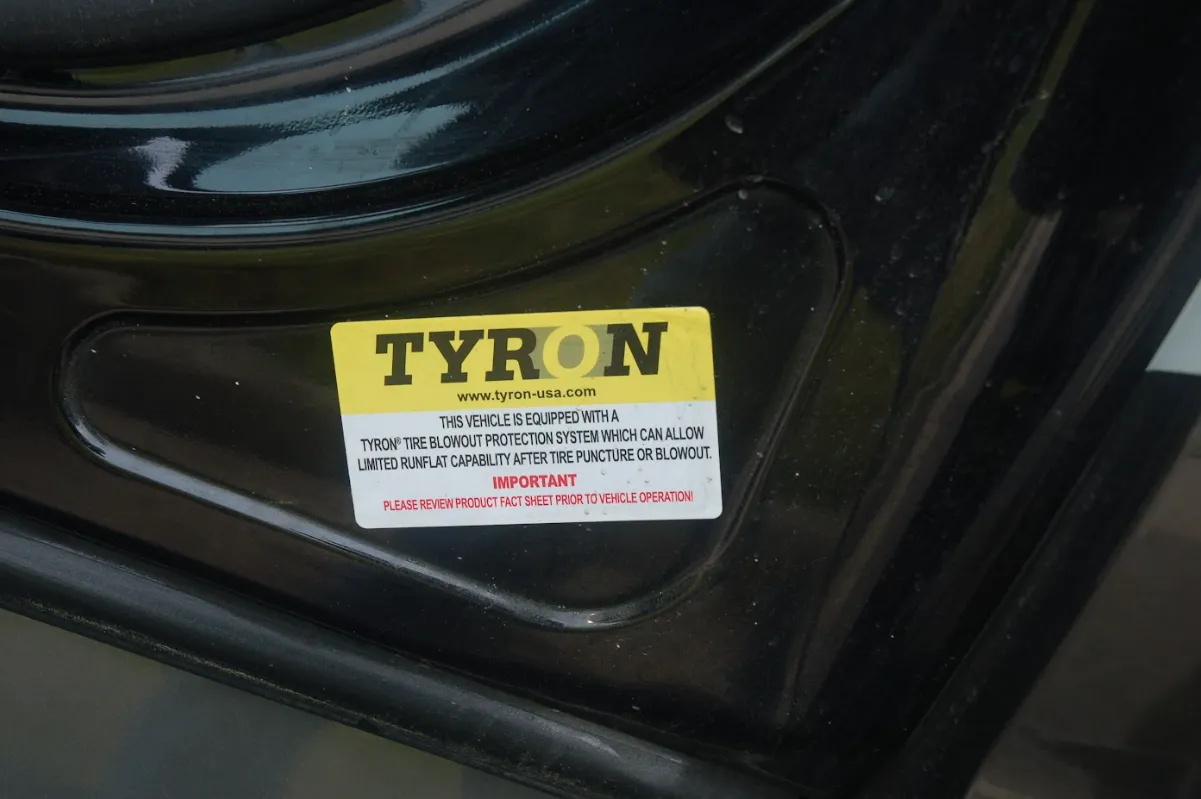 TYRON
www.tyron-usa.com
THIS VEHICLE IS EQUIPPED WITH A
TYRON® TIRE BLOWOUT PROTECTION SYSTEM WHICH CAN ALLOW
LIMITED RUNFLAT CAPABILITY AFTER TIRE PUNCTURE OR BLOWOUT.
IMPORTANT
PLEASE REVIEW PRODUCT FACT SHEET PRIOR TO VEHICLE OPERATION!